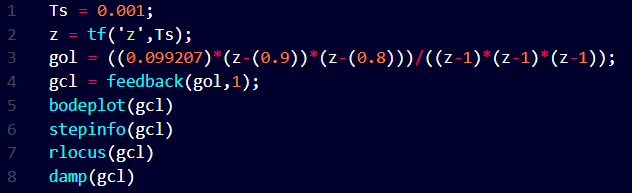 1 Ts = 0.001;
2 z = tf('z',Ts);
3 gol = ((0.099207)*(z-(0.9))*(z-(0.8)))/((z-1)*(z-1)*(z-1));
4 gcl = feedback(gol,1);
5 bodeplot(gcl)
6 stepinfo(gcl)
7 rlocus(gcl)
8 damp(gcl)